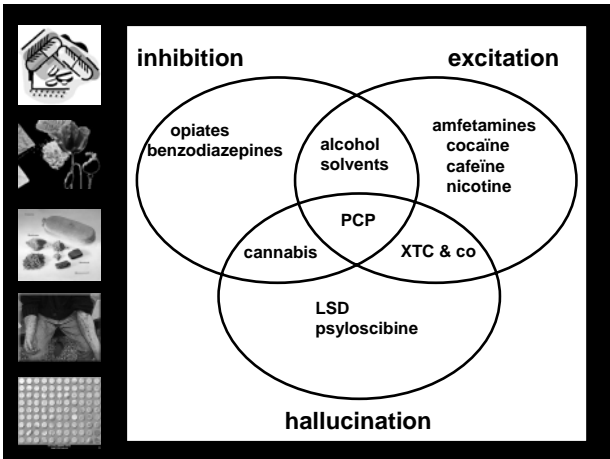 inhibition
excitation
opiates
benzodiazepines
alcohol
solvents
amfetamines
cocaïne
cafeïne
nicotine
PCP
cannabis
XTC & co
LSD
psyloscibine
hallucination